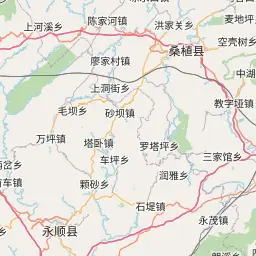 上河溪乡
陈家河镇
洪家关乡
麦地坪
桑植县
空壳树乡
廖家村镇
上洞街乡
中湖
毛坝乡
砂坝镇
教字垭镇
万坪镇
塔卧镇
罗塔坪乡
车坪乡
三家馆乡
岔乡
颗砂乡
润雅乡
车镇
石堤镇
永茂镇
永顺县